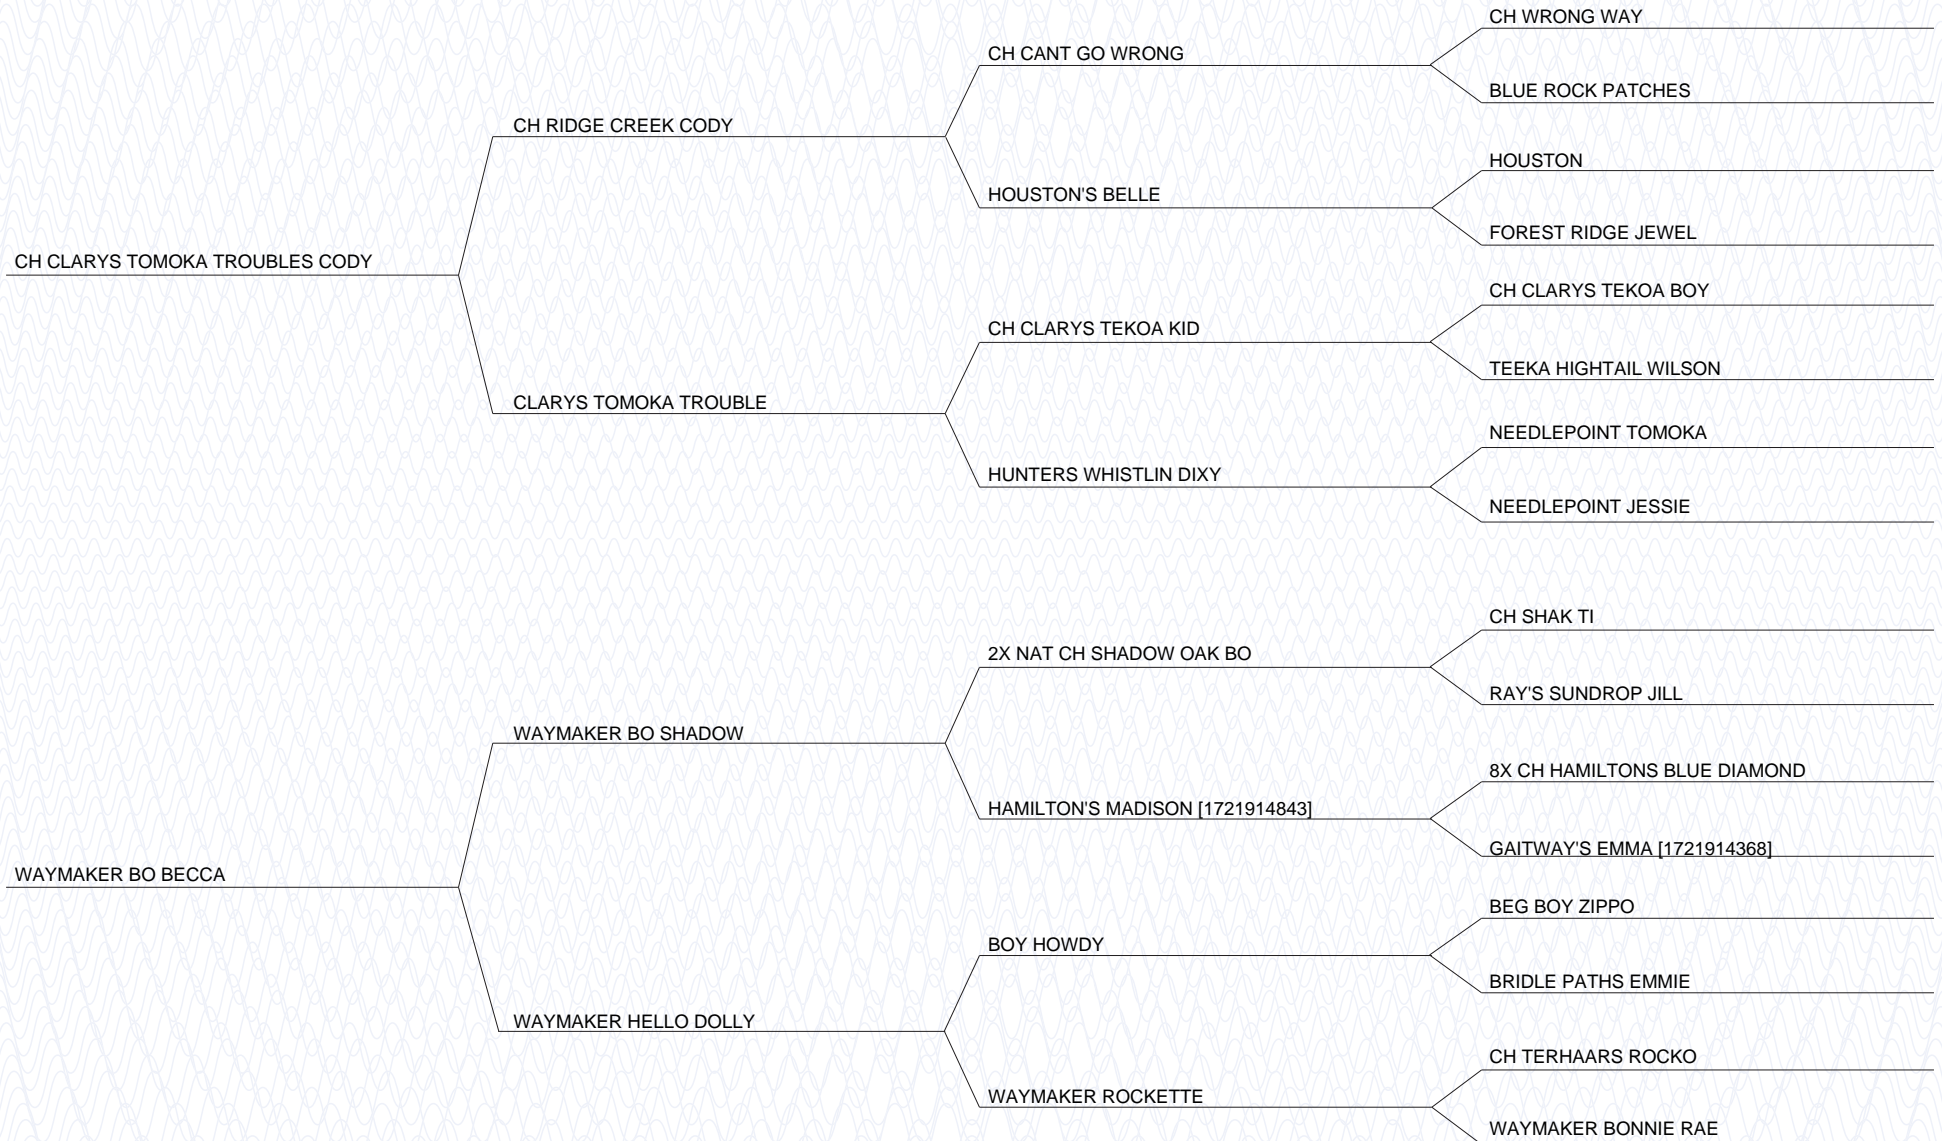 CH WRONG WAY
CH CANT GO WRONG
BLUE ROCK PATCHES
CH RIDGE CREEK CODY
HOUSTON
HOUSTON'S BELLE
FOREST RIDGE JEWEL
CH CLARYS TOMOKA TROUBLES CODY
CH CLARYS TEKOA BOY
CH CLARYS TEKOA KID
TEEKA HIGHTAIL WILSON
CLARYS TOMOKA TROUBLE
NEEDLEPOINT TOMOKA
HUNTERS WHISTLIN DIXY
NEEDLEPOINT JESSIE
CH SHAK TI
2X NAT CH SHADOW OAK BO
RAY'S SUNDROP JILL
WAYMAKER BO SHADOW
8X CH HAMILTONS BLUE DIAMOND
HAMILTON'S MADISON [1721914843]
GAITWAY'S EMMA [1721914368]
WAYMAKER BO BECCA
BEG BOY ZIPPO
BOY HOWDY
BRIDLE PATHS EMMIE
WAYMAKER HELLO DOLLY
CH TERHAARS ROCKO
WAYMAKER ROCKETTE
WAYMAKER BONNIE RAE